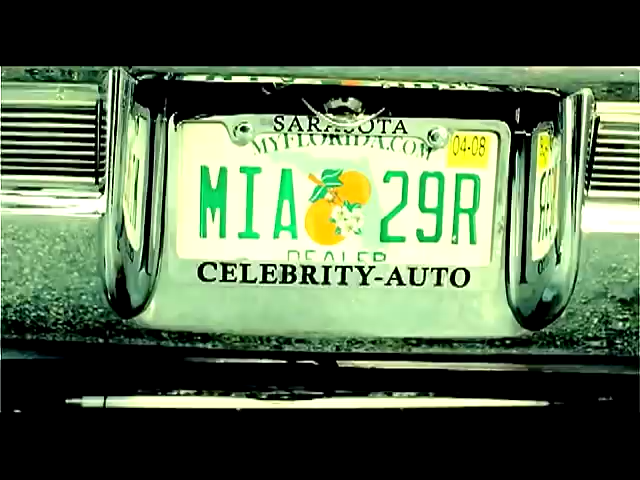 SARASOTA
MYFLORIDA.COM
04-08
MIA 29R
DEALER
CELEBRITY-AUTO